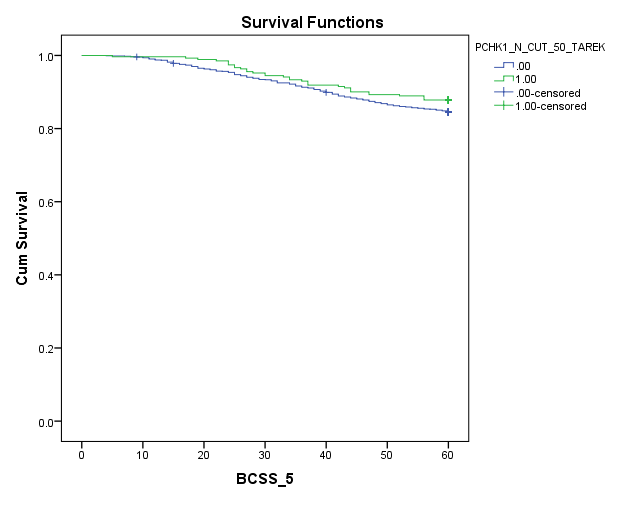 Survival Functions
PCHK1_N_CUT_50_TAREK
.00
1.00
.00-censored
1.00-censored
1.0
0.8
0.6
0.4
0.2
0.0
Cum Survival
0 10 20 30 40 50 60
BCSS_5